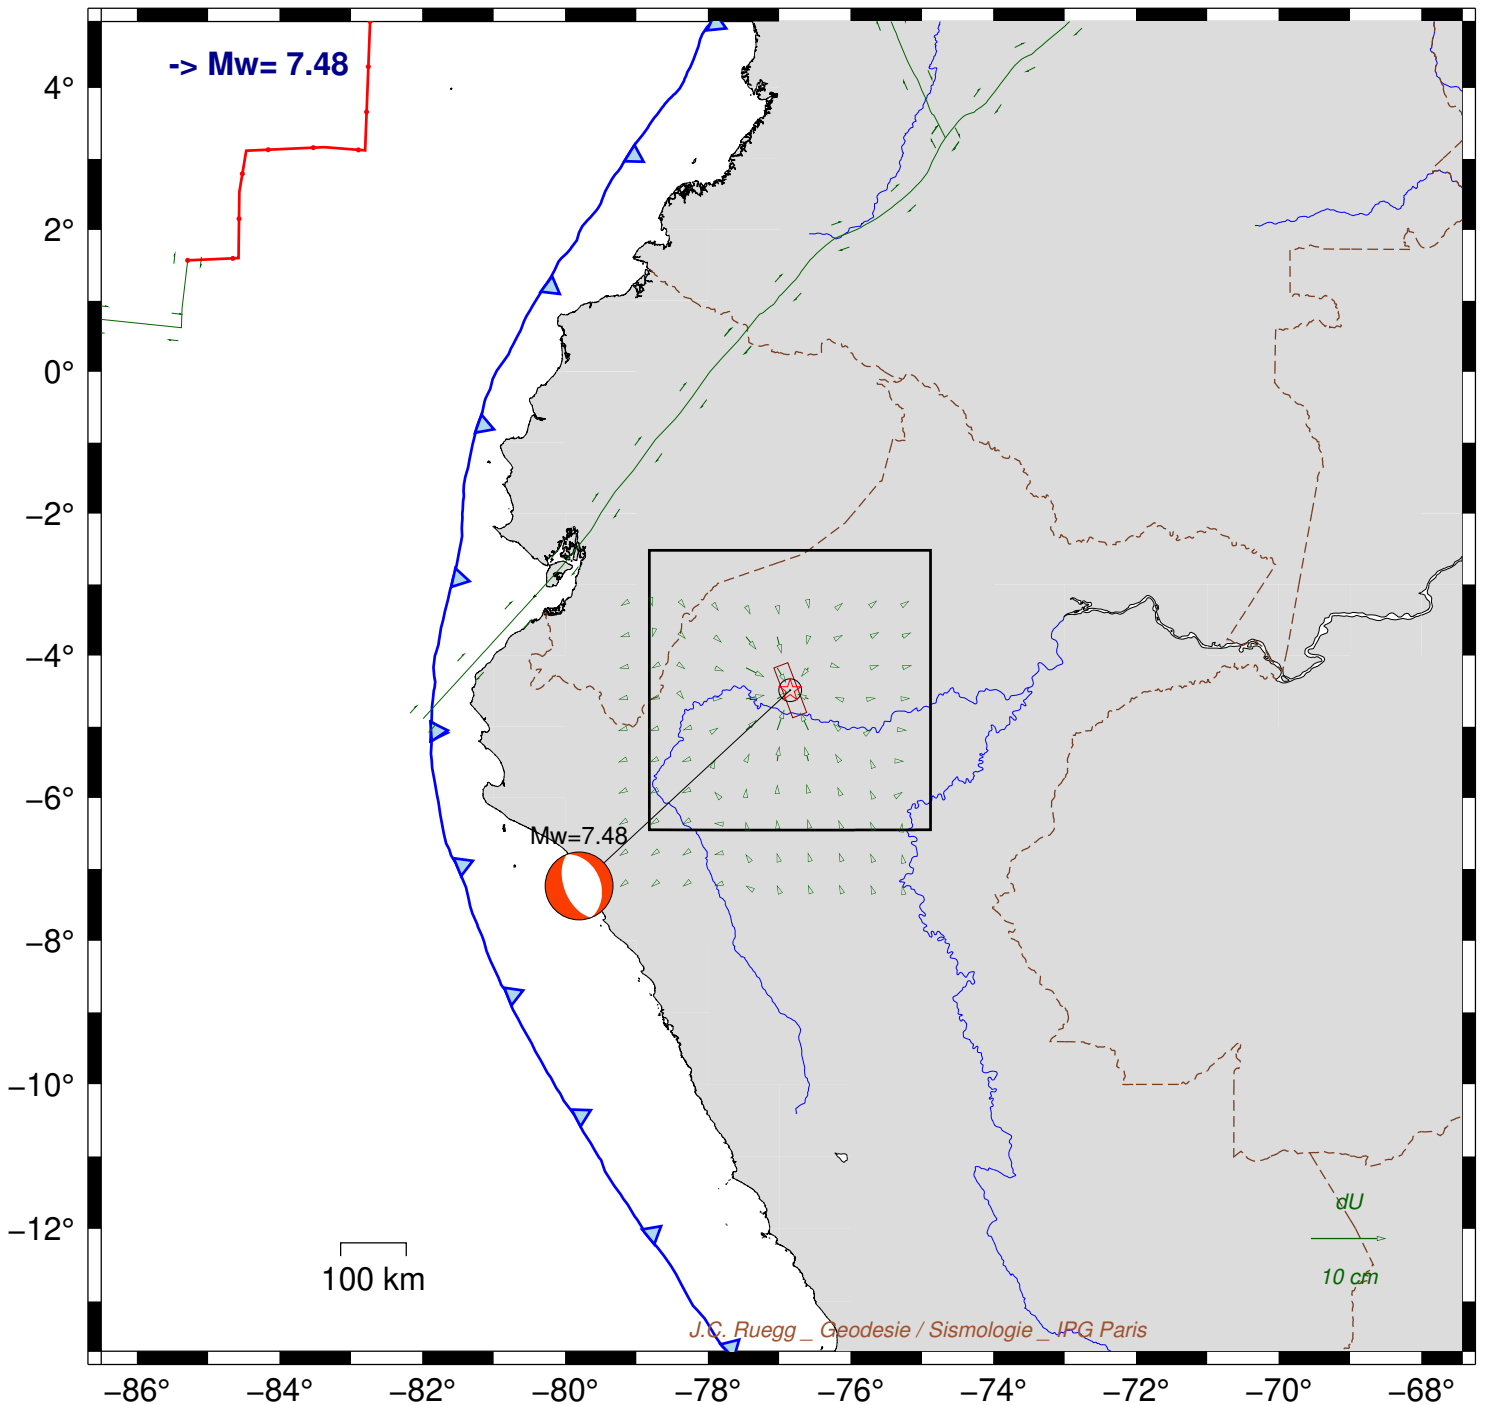 -> Mw= 7.48
4°
2°
0°
−2°
−4°
−6°
−8°
−10°
−12°
Mw=7.48
dU
10 cm
100 km
J.C. Ruegg _ Geodesie / Sismologie _ IPG Paris
−86° −84° −82° −80° −78° −76° −74° −72° −70° −68°